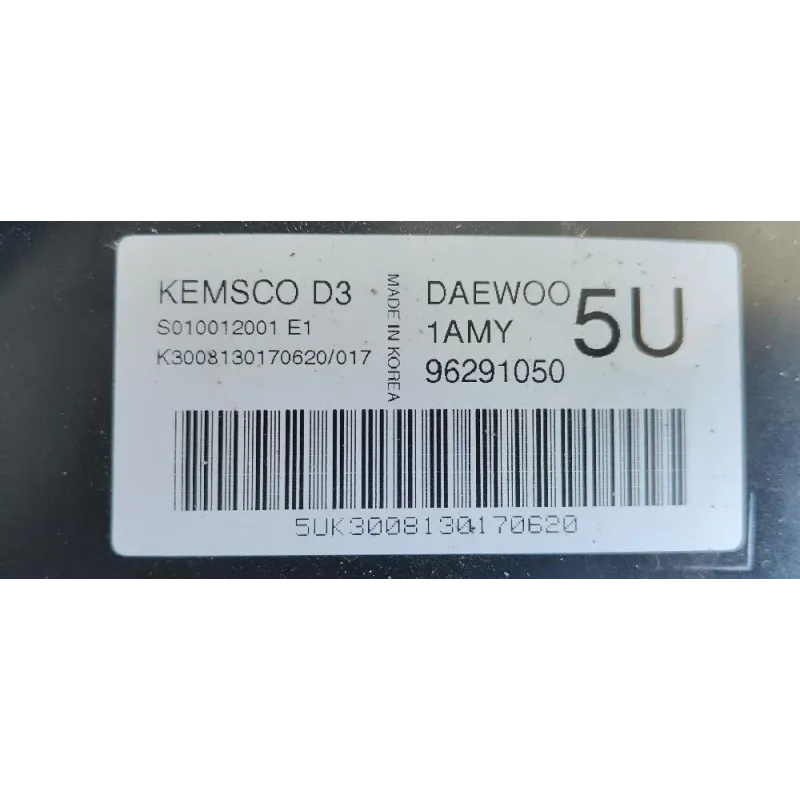 KEMSCO D3
S010012001 E1
K3008130170620/017
MADE IN KOREA
DAEWOO
1AMY
96291050
5U
5UK3008130170620